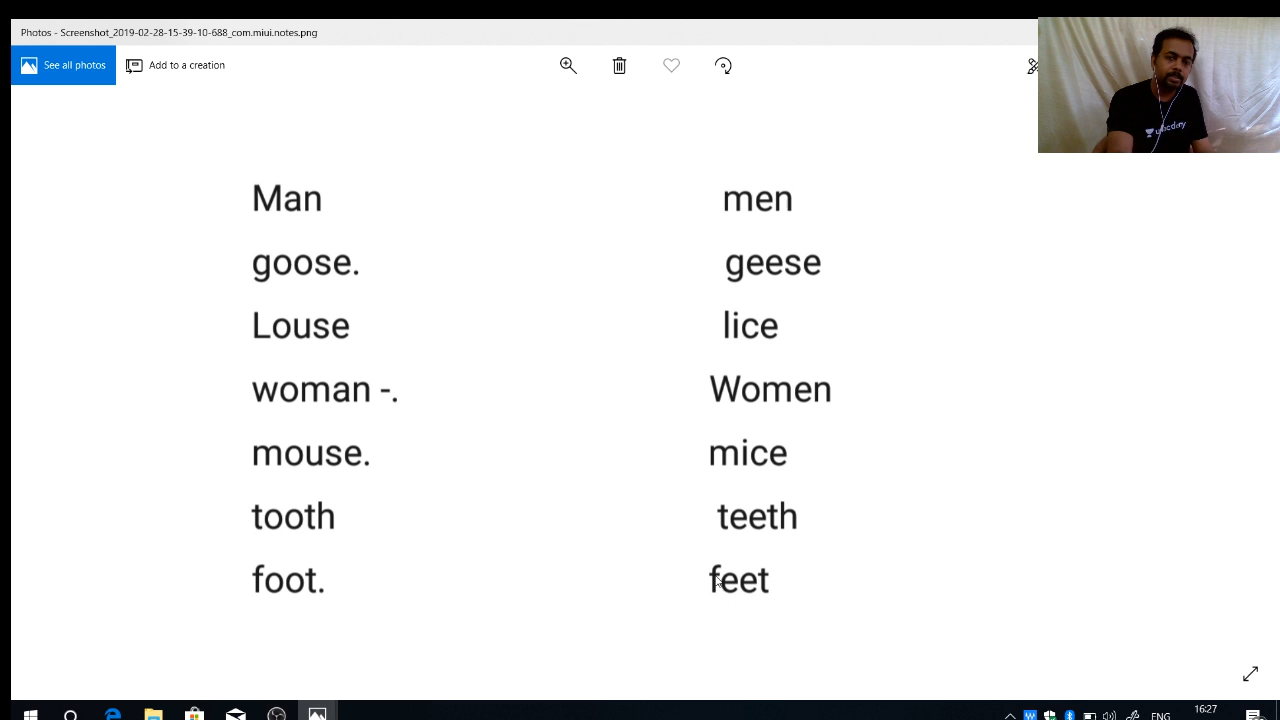 Photos - Screenshot_2019-02-28-15-39-10-688_com.miui.notes.png
See all photos Add to a creation
Man men
goose. geese
Louse lice
woman -. Women
mouse. mice
tooth teeth
foot. feet
ENG 16:27